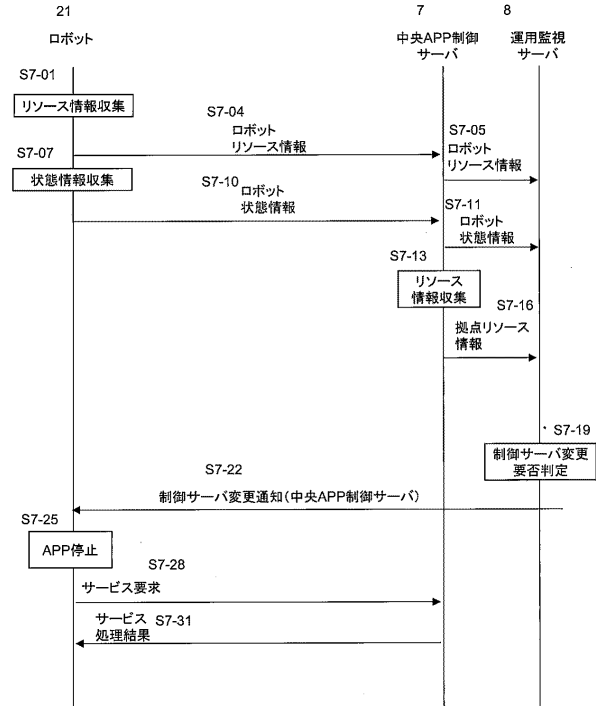 21
7
8
ロボット
中央APP制御
サーバ
運用監視
サーバ
S7-01
リソース情報収集
S7-04
ロボット
リソース情報
S7-05
ロボット
リソース情報
S7-07
状態情報収集
S7-10
ロボット
状態情報
S7-11
ロボット
状態情報
S7-13
リソース
情報収集
S7-16
拠点リソース
情報
S7-19
制御サーバ変更
要否判定
S7-22
制御サーバ変更通知(中央APP制御サーバ)
S7-25
APP停止
S7-28
サービス要求
サービス
処理結果
S7-31